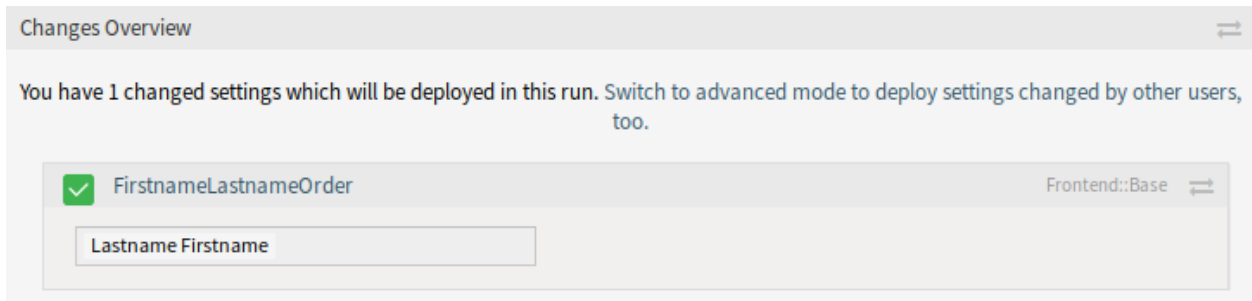 Changes Overview
You have 1 changed settings which will be deployed in this run. Switch to advanced mode to deploy settings changed by other users,
too.
FirstnameLastnameOrder Frontend::Base
Lastname Firstname